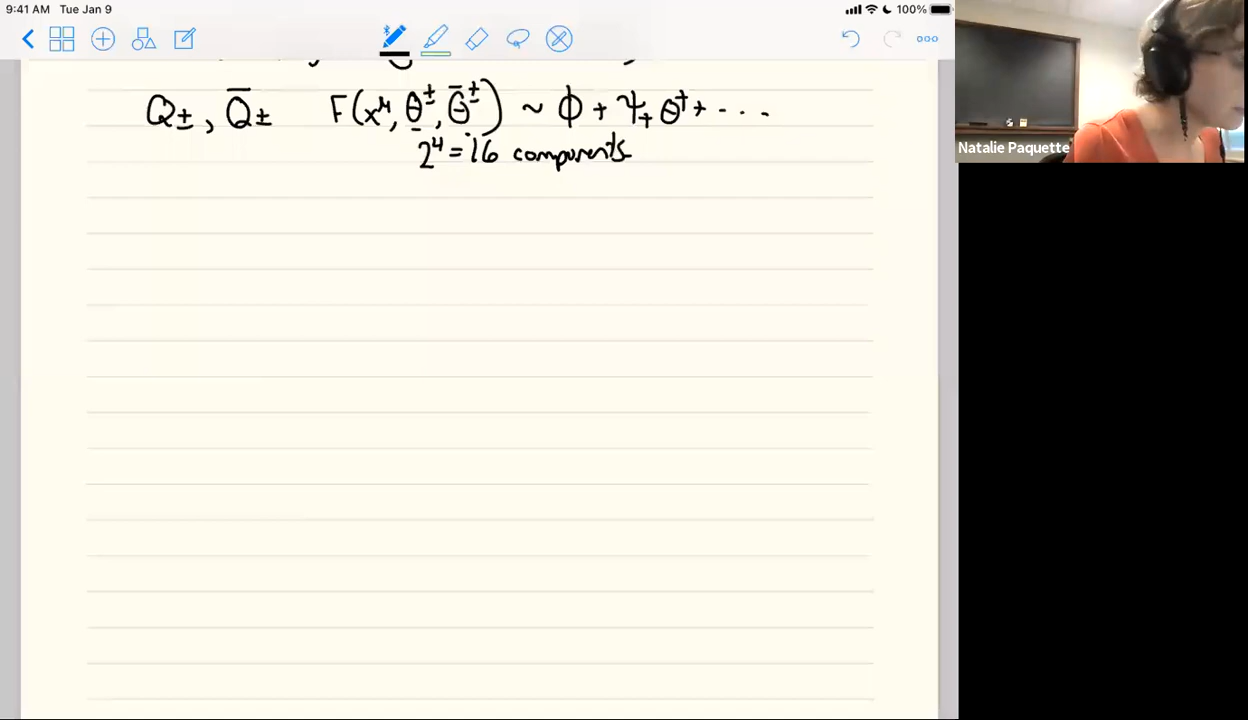 9:41 AM Tue Jan 9
100%
Q±, Q̄± F(x^μ, θ^±, θ̄^±) ~ ϕ + ψ₊ θ⁺ + ...
2⁴ = 16 components
Natalie Paquette